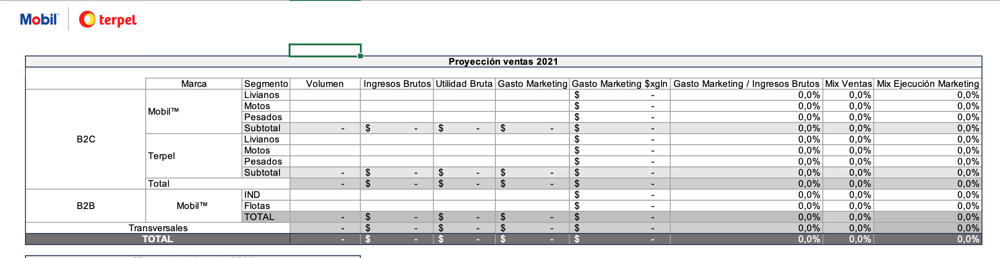 Mobil™ terpel
Proyección ventas 2021
Marca Segmento Volumen Ingresos Brutos Utilidad Bruta Gasto Marketing Gasto Marketing $xgln Gasto Marketing / Ingresos Brutos Mix Ventas Mix Ejecución Marketing
Livianos $ - 0,0% 0,0% 0,0%
Motos $ - 0,0% 0,0% 0,0%
Mobil™
Pesados $ - 0,0% 0,0% 0,0%
Subtotal - $ - $ - $ - $ - 0,0% 0,0% 0,0%
B2C
Livianos $ - 0,0% 0,0% 0,0%
Motos $ - 0,0% 0,0% 0,0%
Terpel
Pesados $ - 0,0% 0,0% 0,0%
Subtotal - $ - $ - $ - $ - 0,0% 0,0% 0,0%
Total - $ - $ - $ - $ - 0,0% 0,0% 0,0%
IND $ - 0,0% 0,0% 0,0%
B2B Mobil™ Flotas $ - 0,0% 0,0% 0,0%
TOTAL - $ - $ - $ - $ - 0,0% 0,0% 0,0%
Transversales - $ - $ - $ - $ - 0,0% 0,0% 0,0%
TOTAL - $ - $ - $ - $ - 0,0% 0,0% 0,0%